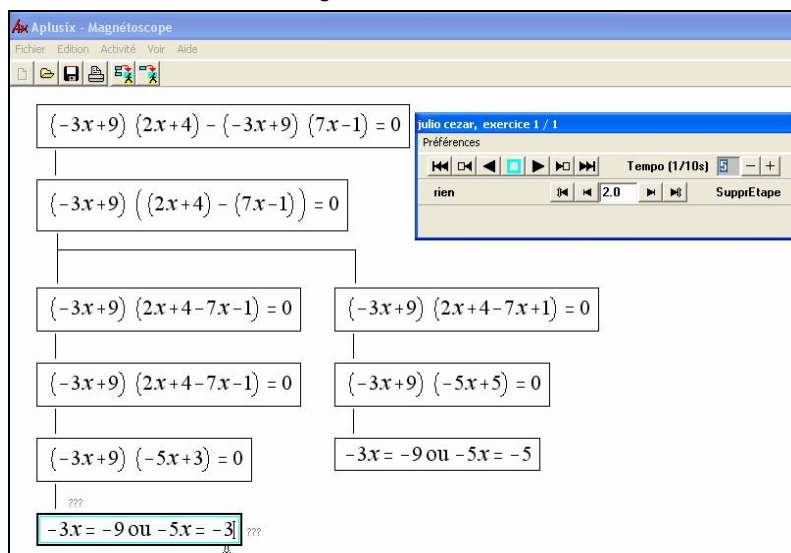 Aplusix - Magnétoscope
Fichier Edition Activité Voir Aide
(-3x+9) (2x+4) - (-3x+9) (7x-1) = 0
julio cezar, exercice 1 / 1
Préférences
Tempo (1/10s) 5 - +
rien 2.0 SupprEtape
(-3x+9) ((2x+4) - (7x-1)) = 0
(-3x+9) (2x+4-7x-1) = 0
(-3x+9) (2x+4-7x+1) = 0
(-3x+9) (2x+4-7x-1) = 0
(-3x+9) (-5x+5) = 0
(-3x+9) (-5x+3) = 0
-3x = -9 ou -5x = -5
???
-3x = -9 ou -5x = -3 ???